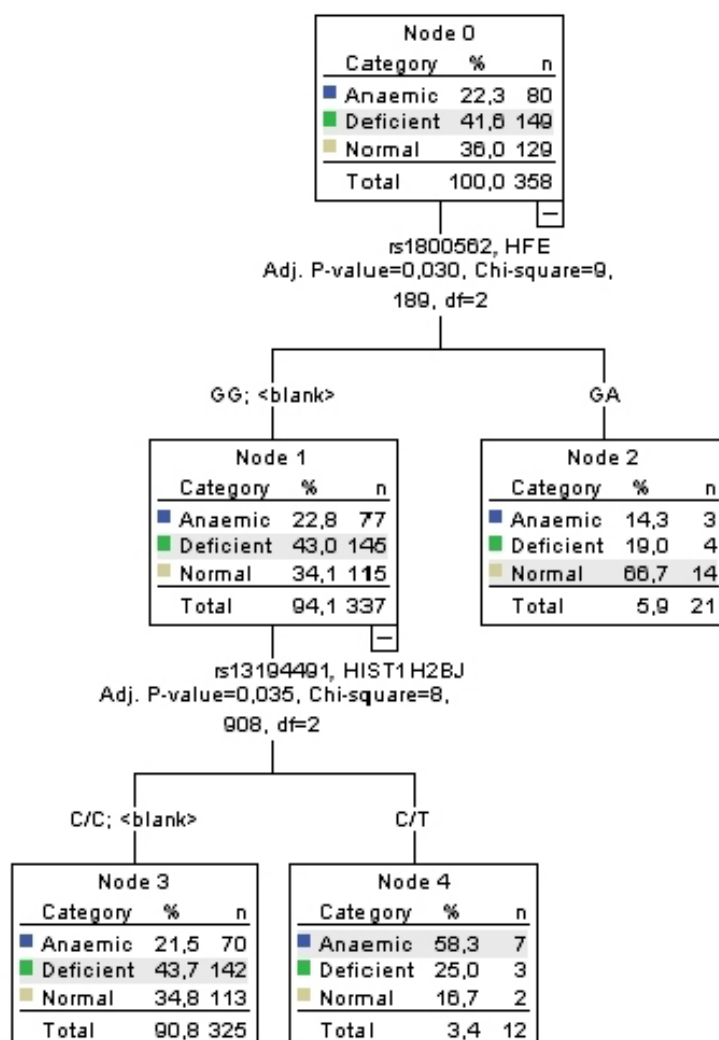 Node 0
Category % n
Anaemic 22,3 80
Deficient 41,6 149
Normal 36,0 129
Total 100,0 358
rs1800562, HFE
Adj. P-value=0,030, Chi-square=9,
189, df=2
GG; <blank>
GA
Node 1
Category % n
Anaemic 22,8 77
Deficient 43,0 145
Normal 34,1 115
Total 94,1 337
Node 2
Category % n
Anaemic 14,3 3
Deficient 19,0 4
Normal 66,7 14
Total 5,9 21
rs13194491, HIST1H2BJ
Adj. P-value=0,035, Chi-square=8,
908, df=2
C/C; <blank>
C/T
Node 3
Category % n
Anaemic 21,5 70
Deficient 43,7 142
Normal 34,8 113
Total 90,8 325
Node 4
Category % n
Anaemic 58,3 7
Deficient 25,0 3
Normal 16,7 2
Total 3,4 12